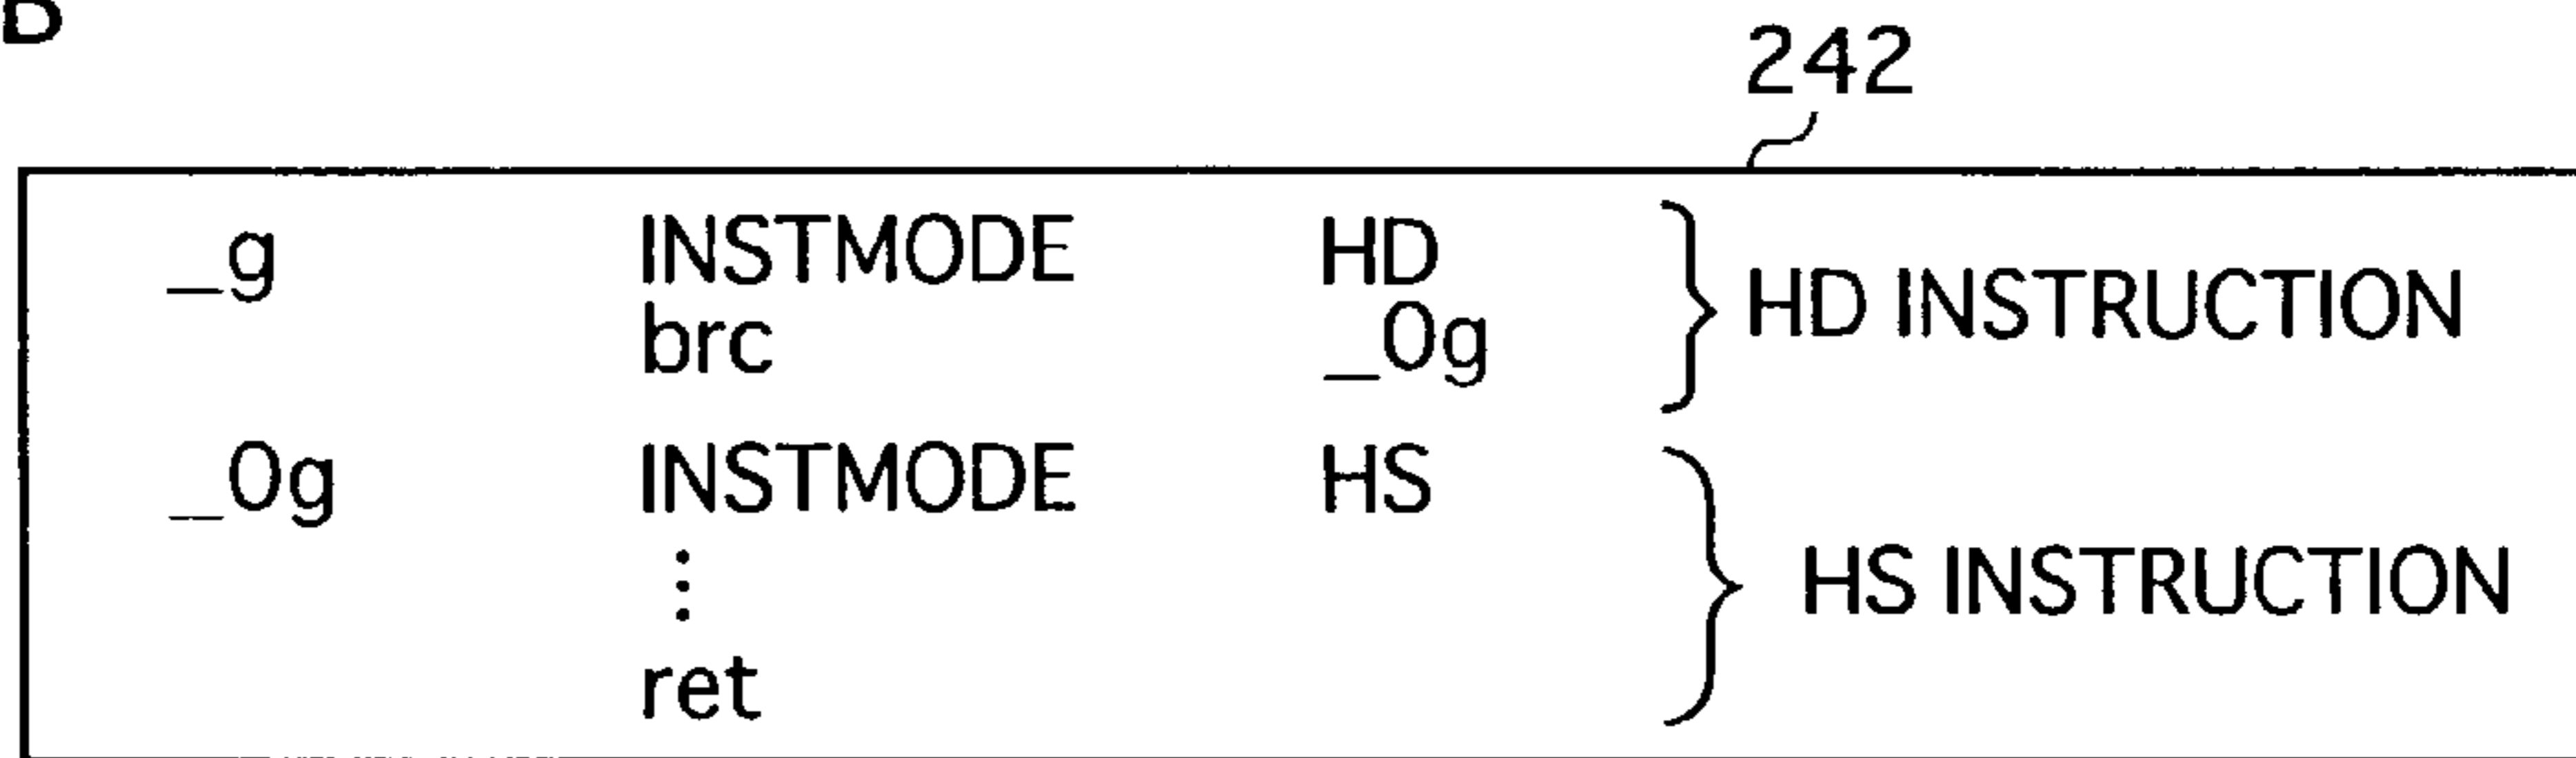 B
242
_g INSTMODE HD
brc _0g
HD INSTRUCTION
_0g INSTMODE HS
⋮
HS INSTRUCTION
ret